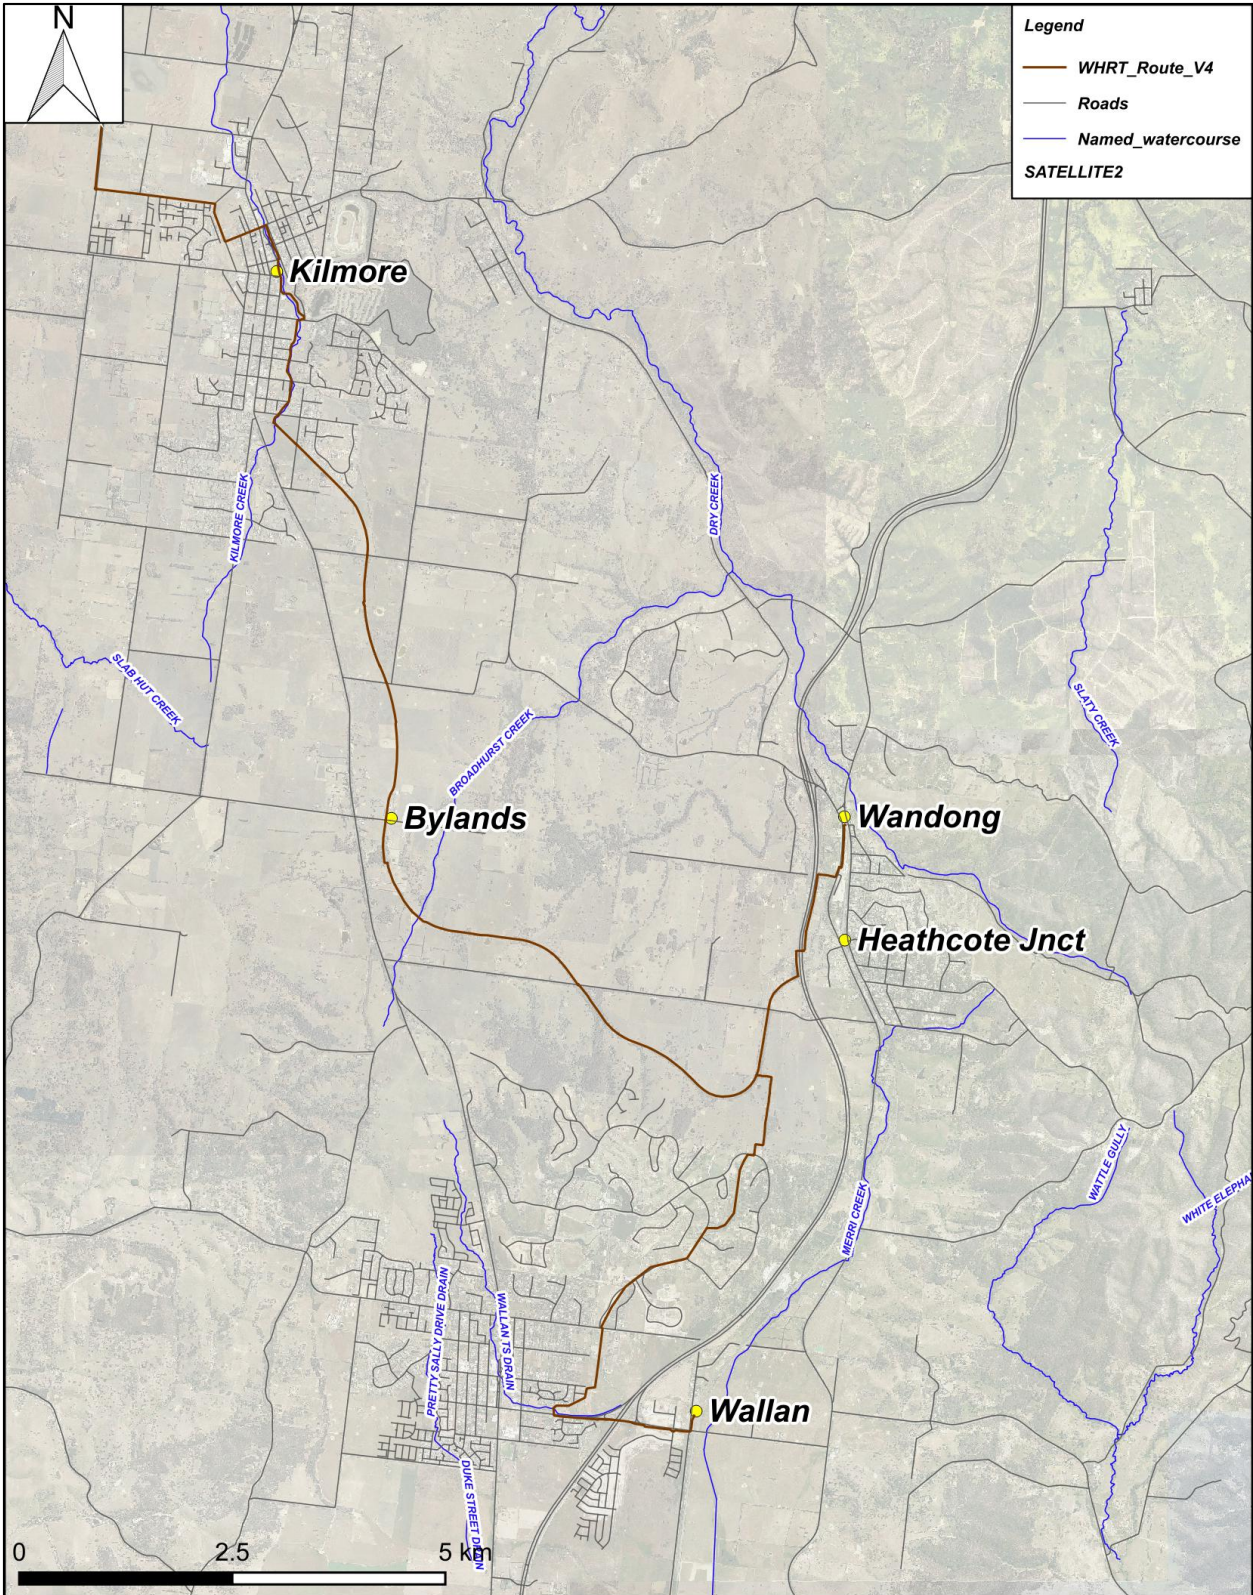 N
Legend
WHRT_Route_V4
Roads
Named_watercourse
SATELLITE2
Kilmore
KILMORE CREEK
DRY CREEK
SLAB HUT CREEK
BROADHURST CREEK
SLATY CREEK
Bylands
Wandong
Heathcote Jnct
WATTLE GULLY
WHITE ELEPHA
MERRI CREEK
PRETTY SALLY DRIVE DRAIN
WALLAN TS DRAIN
Wallan
DUKE STREET DRAIN
0 2.5 5 km